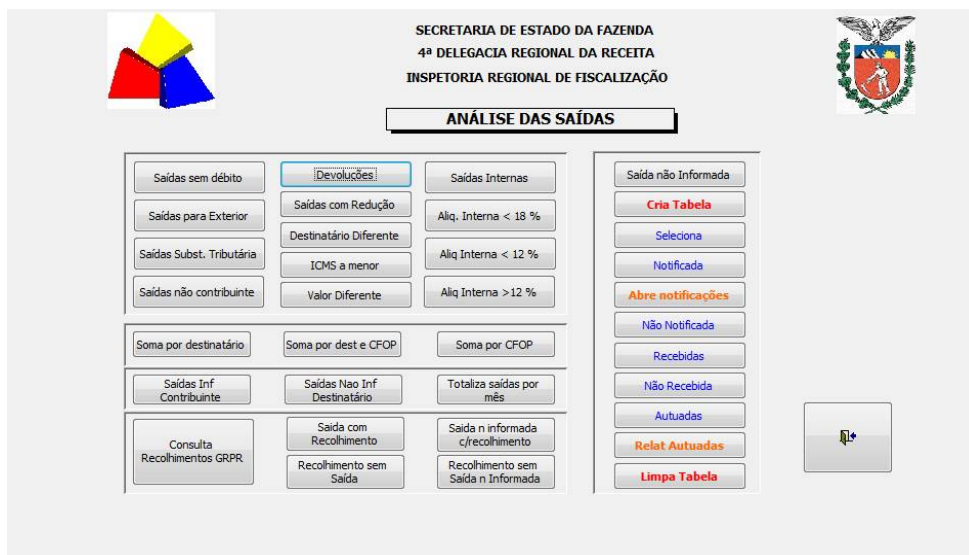 SECRETARIA DE ESTADO DA FAZENDA
4ª DELEGACIA REGIONAL DA RECEITA
INSPETORIA REGIONAL DE FISCALIZAÇÃO
ANÁLISE DAS SAÍDAS
Saídas sem débito
Devoluções
Saídas Internas
Saídas para Exterior
Saídas com Redução
Aliq. Interna < 18 %
Destinatário Diferente
Saídas Subst. Tributária
ICMS a menor
Aliq Interna < 12 %
Saídas não contribuinte
Valor Diferente
Aliq Interna >12 %
Soma por destinatário
Soma por dest e CFOP
Soma por CFOP
Saídas Inf
Contribuinte
Saídas Nao Inf
Destinatário
Totaliza saídas por
mês
Consulta
Recolhimentos GRPR
Saida com
Recolhimento
Saida n informada
c/recolhimento
Recolhimento sem
Saída
Recolhimento sem
Saída n Informada
Saída não Informada
Cria Tabela
Seleciona
Notificada
Abre notificações
Não Notificada
Recebidas
Não Recebida
Autuadas
Relat Autuadas
Limpa Tabela